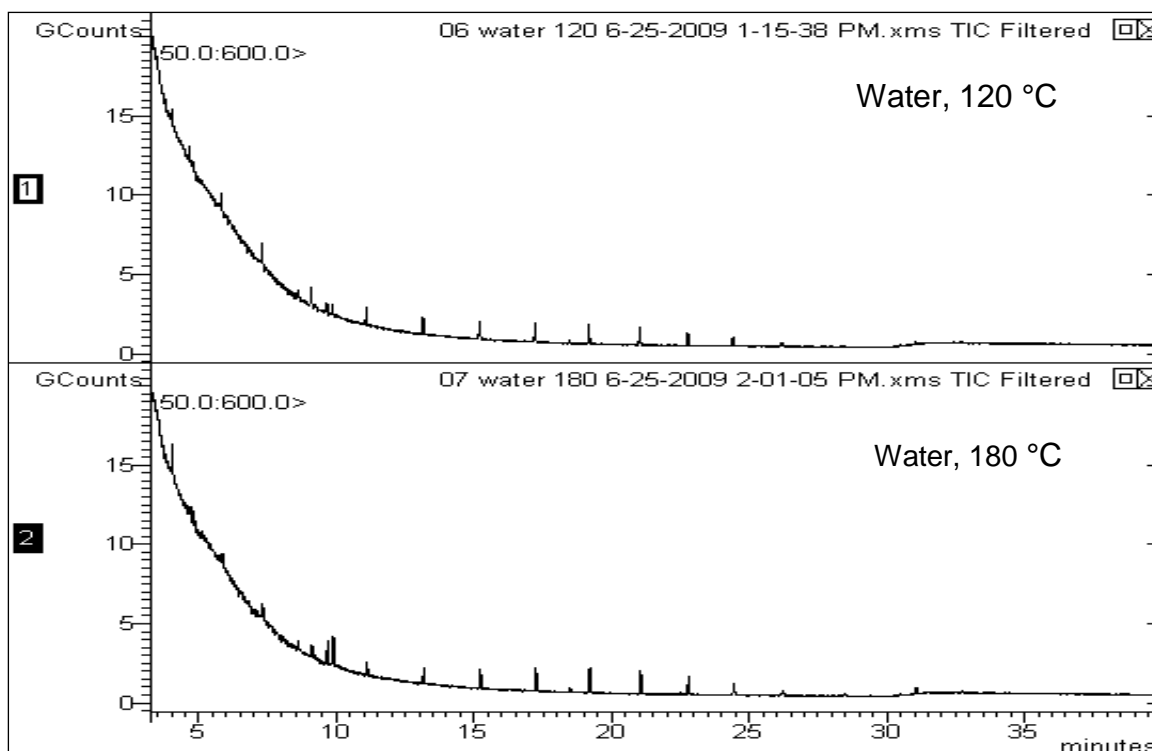 GCounts 06 water 120 6-25-2009 1-15-38 PM.xms TIC Filtered
50.0:600.0>
Water, 120 °C
15
1
10
5
0
GCounts 07 water 180 6-25-2009 2-01-05 PM.xms TIC Filtered
50.0:600.0>
Water, 180 °C
15
2
10
5
0
5 10 15 20 25 30 35
minutes